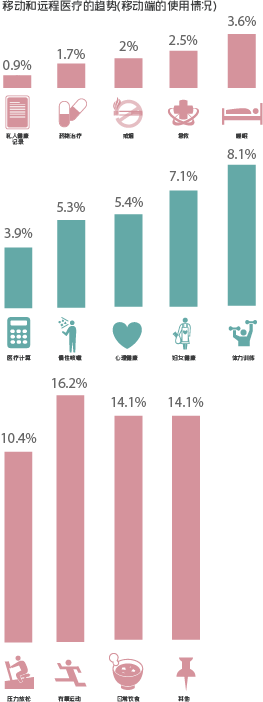 移动和远程医疗的趋势(移动端的使用情况)
0.9%
1.7%
2%
2.5%
3.6%
私人健康
记录
药物治疗
戒烟
急救
睡眠
3.9%
5.3%
5.4%
7.1%
8.1%
医疗计算
慢性咳嗽
心理健康
妇女健康
体力训练
10.4%
16.2%
14.1%
14.1%
压力放松
有氧运动
日常饮食
其他